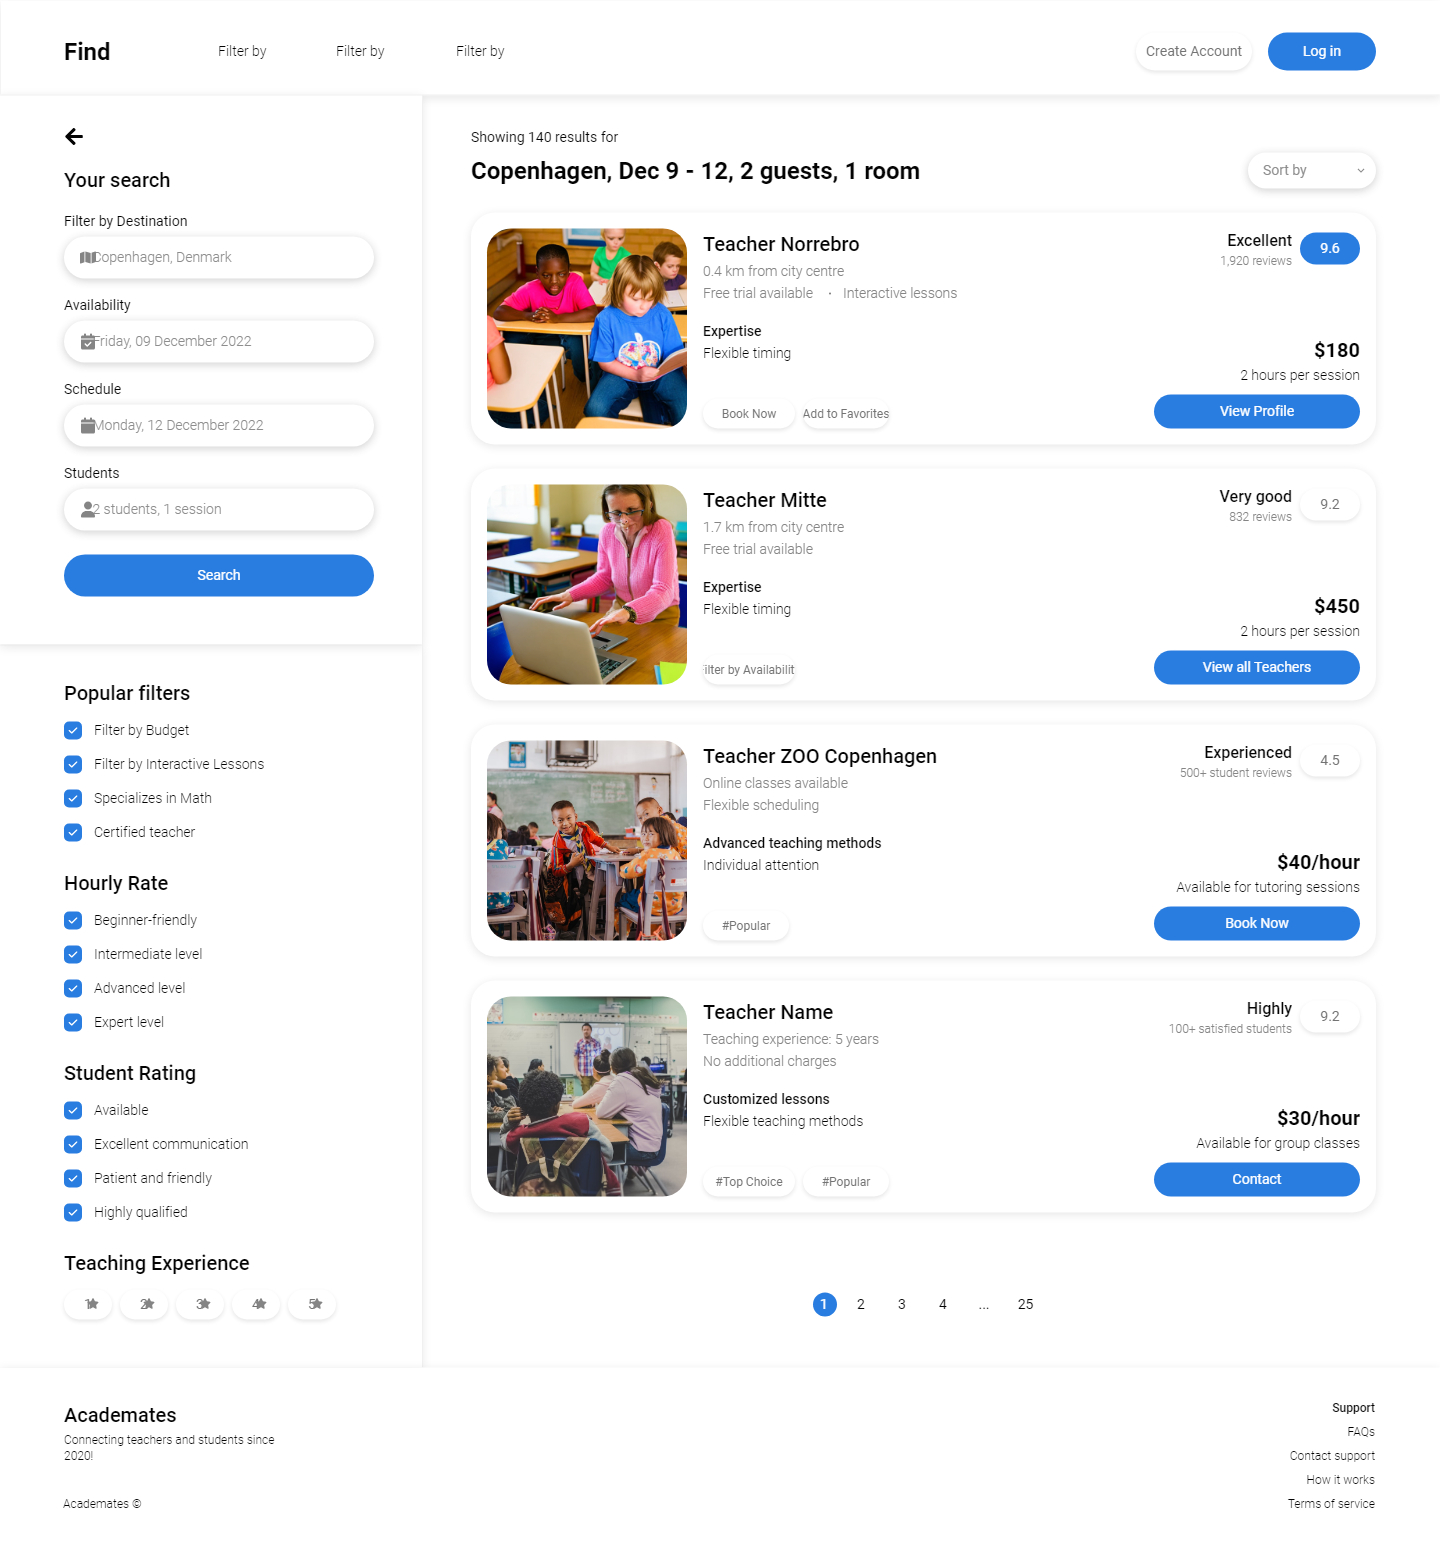 Find
Filter by
Filter by
Filter by
Create Account
Log in
Your search
Filter by Destination
Copenhagen, Denmark
Availability
Friday, 09 December 2022
Schedule
Monday, 12 December 2022
Students
2 students, 1 session
Search
Popular filters
Filter by Budget
Filter by Interactive Lessons
Specializes in Math
Certified teacher
Hourly Rate
Beginner-friendly
Intermediate level
Advanced level
Expert level
Student Rating
Available
Excellent communication
Patient and friendly
Highly qualified
Teaching Experience
1
2
3
4
5
Showing 140 results for
Copenhagen, Dec 9 - 12, 2 guests, 1 room
Sort by
Teacher Norrebro
0.4 km from city centre
Free trial available • Interactive lessons
Expertise
Flexible timing
Book Now
Add to Favorites
Excellent
1,920 reviews
9.6
$180
2 hours per session
View Profile
Teacher Mitte
1.7 km from city centre
Free trial available
Expertise
Flexible timing
ilter by Availabilit
Very good
832 reviews
9.2
$450
2 hours per session
View all Teachers
Teacher ZOO Copenhagen
Online classes available
Flexible scheduling
Advanced teaching methods
Individual attention
#Popular
Experienced
500+ student reviews
4.5
$40/hour
Available for tutoring sessions
Book Now
Teacher Name
Teaching experience: 5 years
No additional charges
Customized lessons
Flexible teaching methods
#Top Choice
#Popular
Highly
100+ satisfied students
9.2
$30/hour
Available for group classes
Contact
1 2 3 4 ... 25
Academates
Connecting teachers and students since
2020!
Academates ©
Support
FAQs
Contact support
How it works
Terms of service